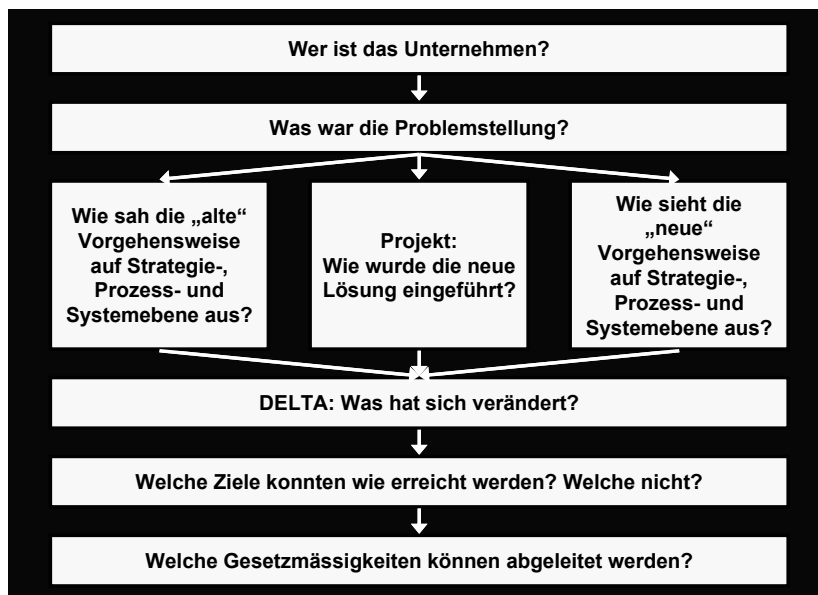 Wer ist das Unternehmen?
Was war die Problemstellung?
Wie sah die „alte“
Vorgehensweise
auf Strategie-,
Prozess- und
Systemebene aus?
Projekt:
Wie wurde die neue
Lösung eingeführt?
Wie sieht die
„neue“
Vorgehensweise
auf Strategie-,
Prozess- und
Systemebene aus?
DELTA: Was hat sich verändert?
Welche Ziele konnten wie erreicht werden? Welche nicht?
Welche Gesetzmässigkeiten können abgeleitet werden?